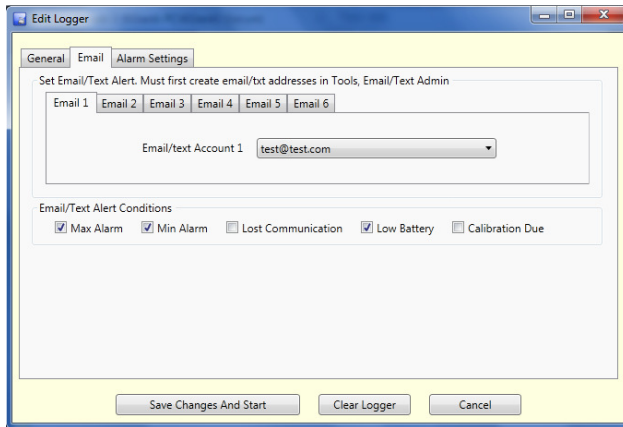 Edit Logger
General Email Alarm Settings
Set Email/Text Alert. Must first create email/txt addresses in Tools, Email/Text Admin
Email 1 Email 2 Email 3 Email 4 Email 5 Email 6
Email/text Account 1 test@test.com
Email/Text Alert Conditions
Max Alarm Min Alarm Lost Communication Low Battery Calibration Due
Save Changes And Start Clear Logger Cancel